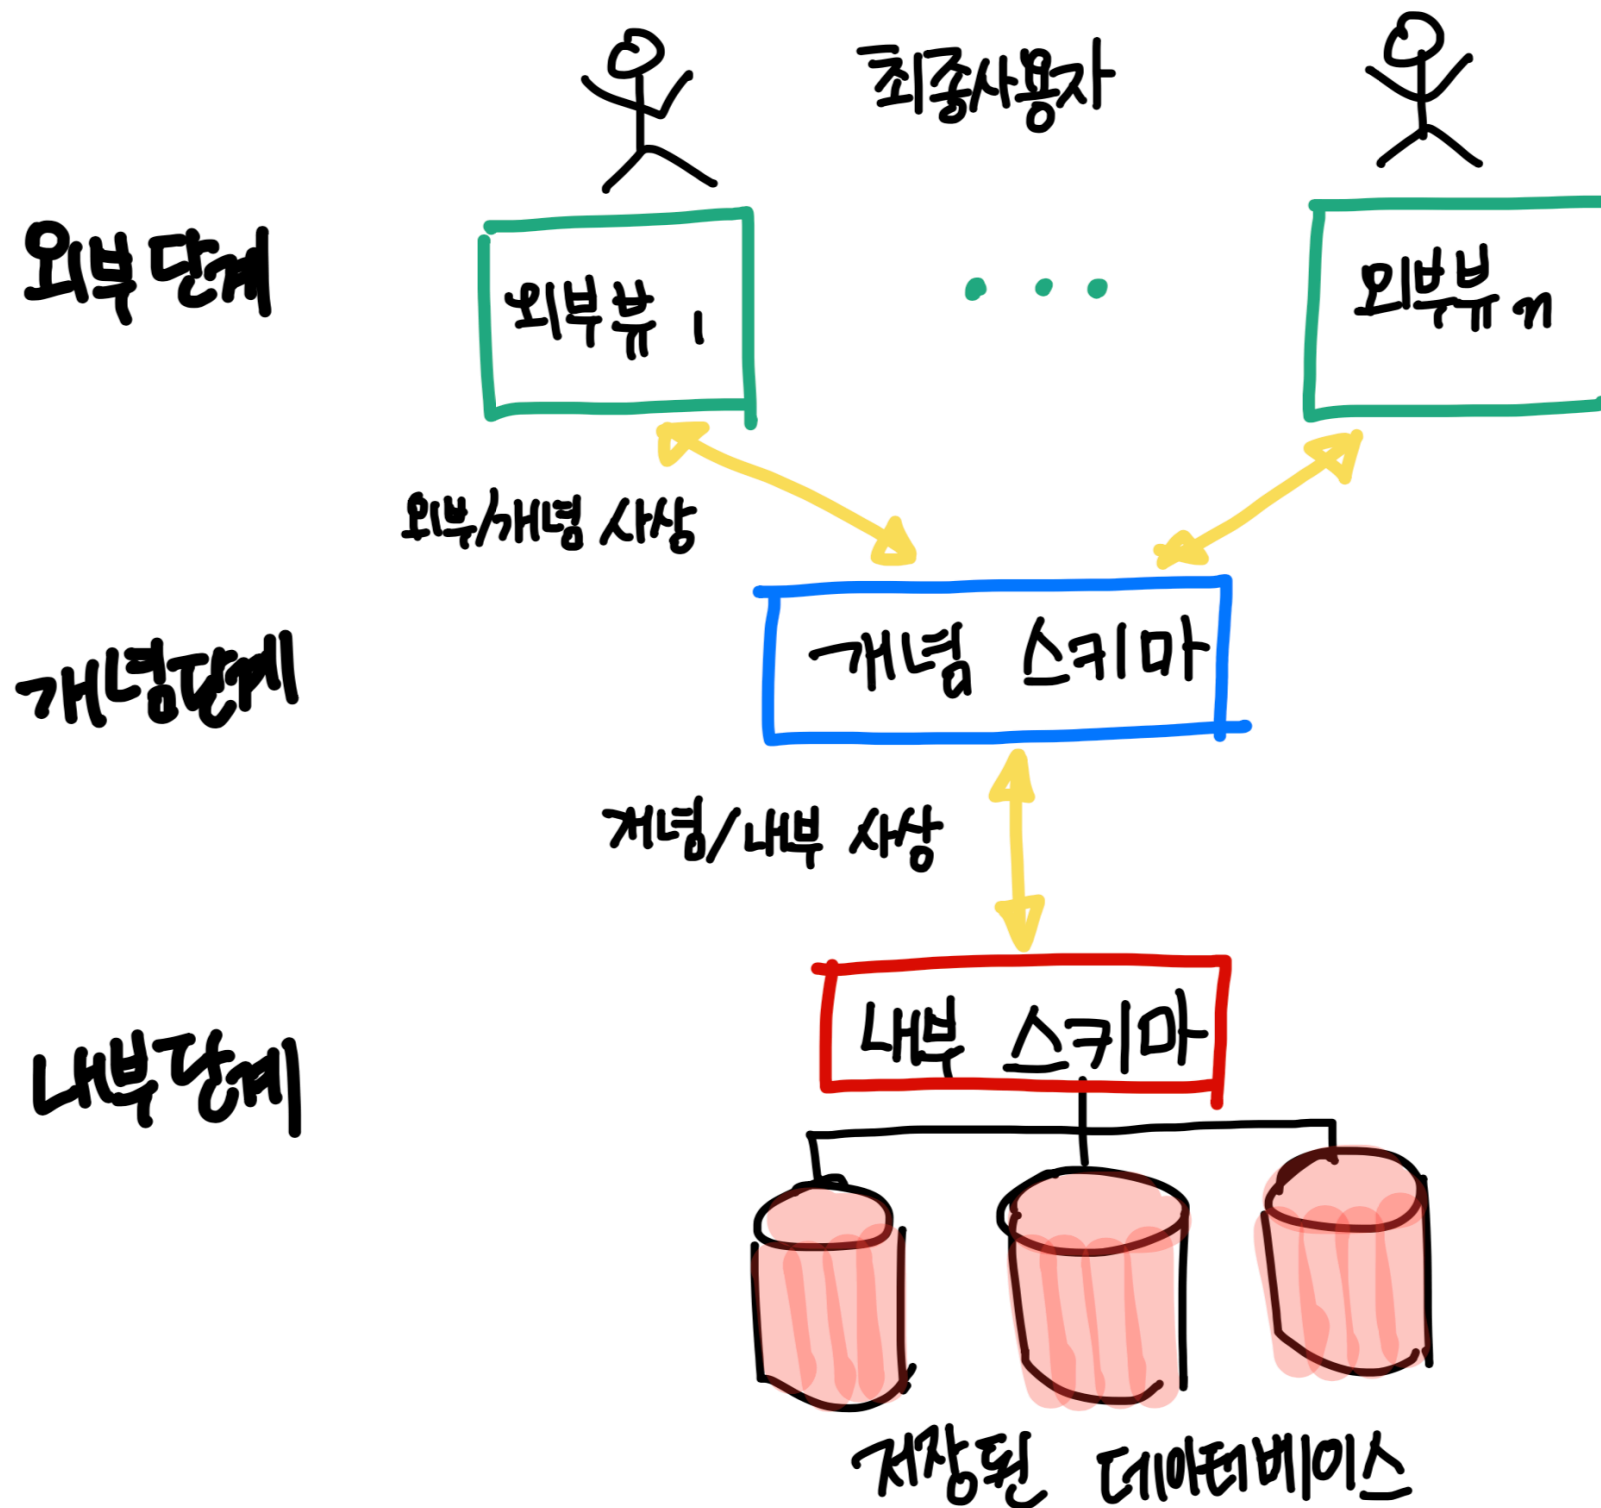 최종사용자
외부단계
외부뷰 1
외부뷰 n
외부/개념 사상
개념단계
개념 스키마
개념/내부 사상
내부단계
내부 스키마
저장된 데이터베이스